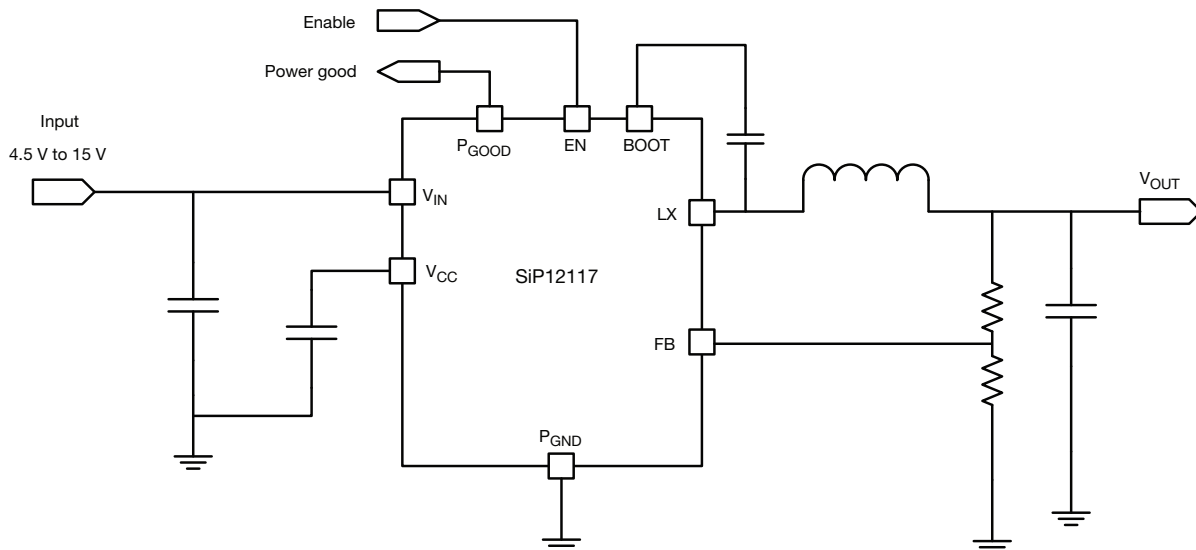 Enable
Power good
Input
4.5 V to 15 V
PGOOD
EN
BOOT
VIN
LX
VOUT
VCC
SiP12117
FB
PGND